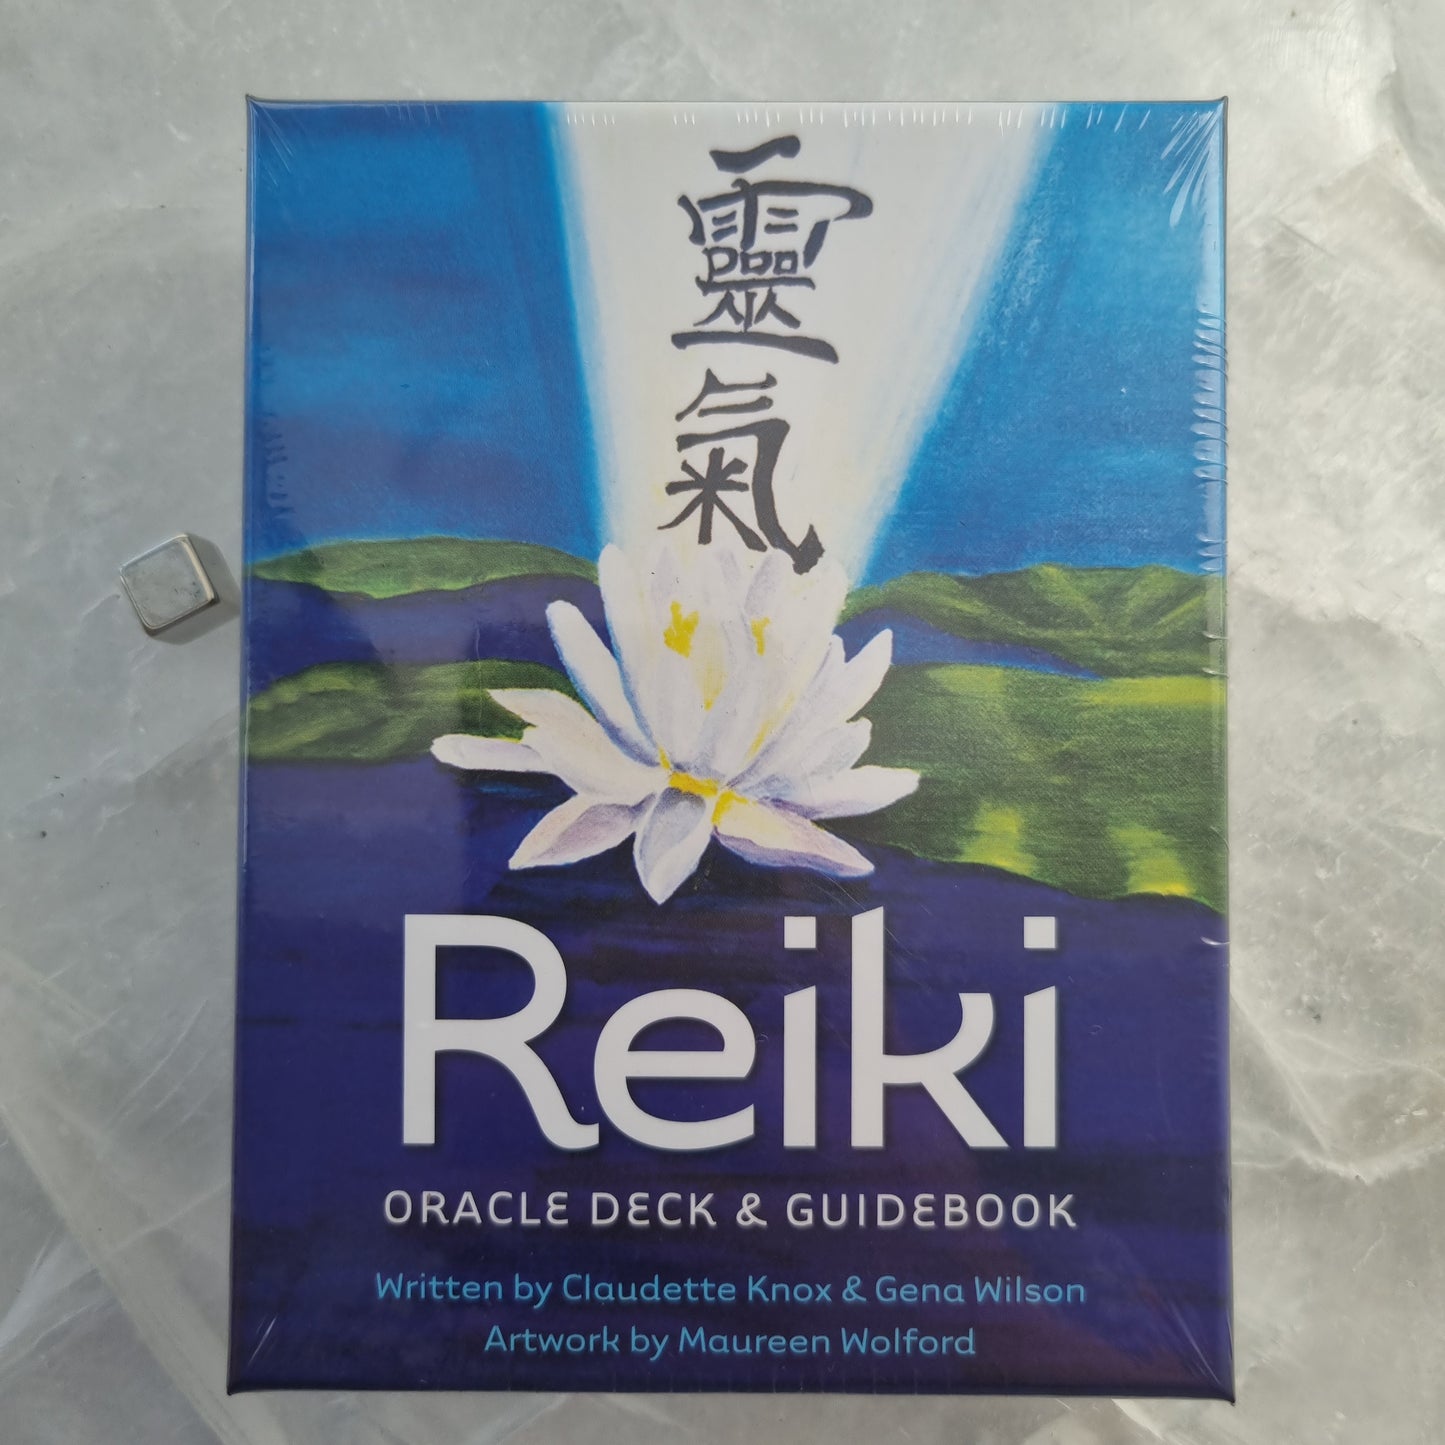 靈
氣
Reiki
ORACLE DECK & GUIDEBOOK
Written by Claudette Knox & Gena Wilson
Artwork by Maureen Wolford